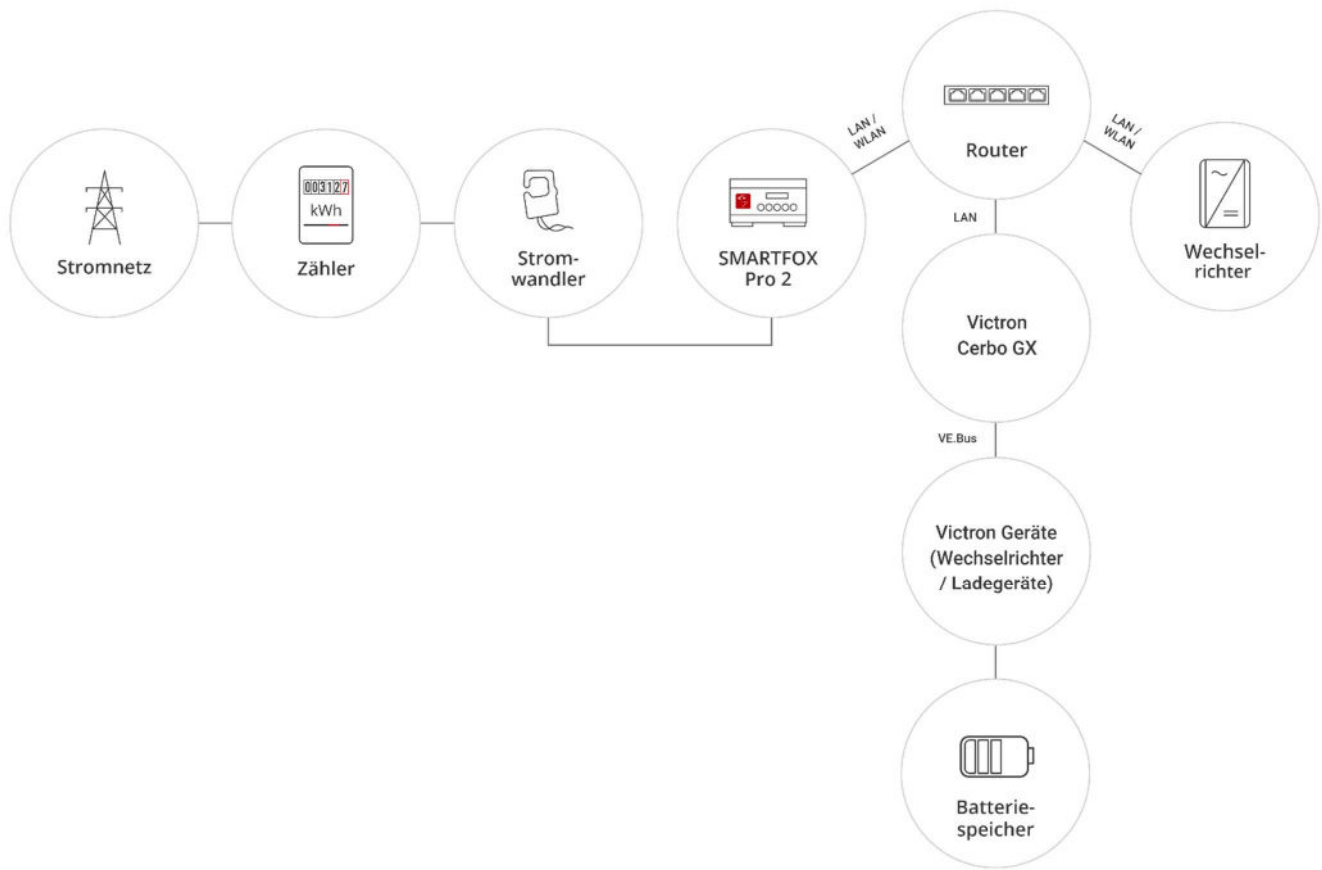 Stromnetz
003127
kWh
Zähler
Strom-
wandler
SMARTFOX
Pro 2
LAN /
WLAN
Router
LAN /
WLAN
Wechsel-
richter
LAN
Victron
Cerbo GX
VE.Bus
Victron Geräte
(Wechselrichter
/ Ladegeräte)
Batterie-
speicher